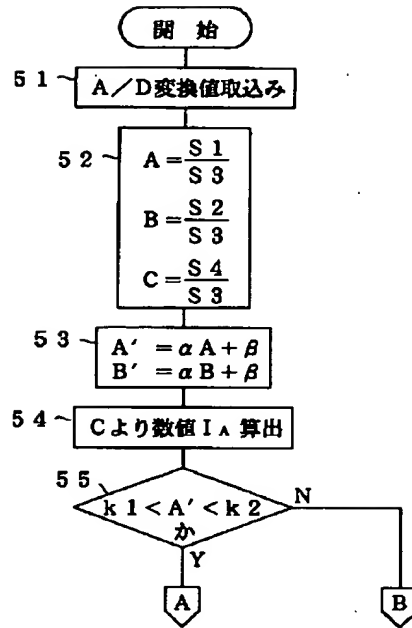 開 始
51
A/D変換値取込み
52
A=S1/S3
B=S2/S3
C=S4/S3
53
A′=αA+β
B′=αB+β
54
Cより数値IA算出
55
k1<A′<k2
か
N
Y
A
B